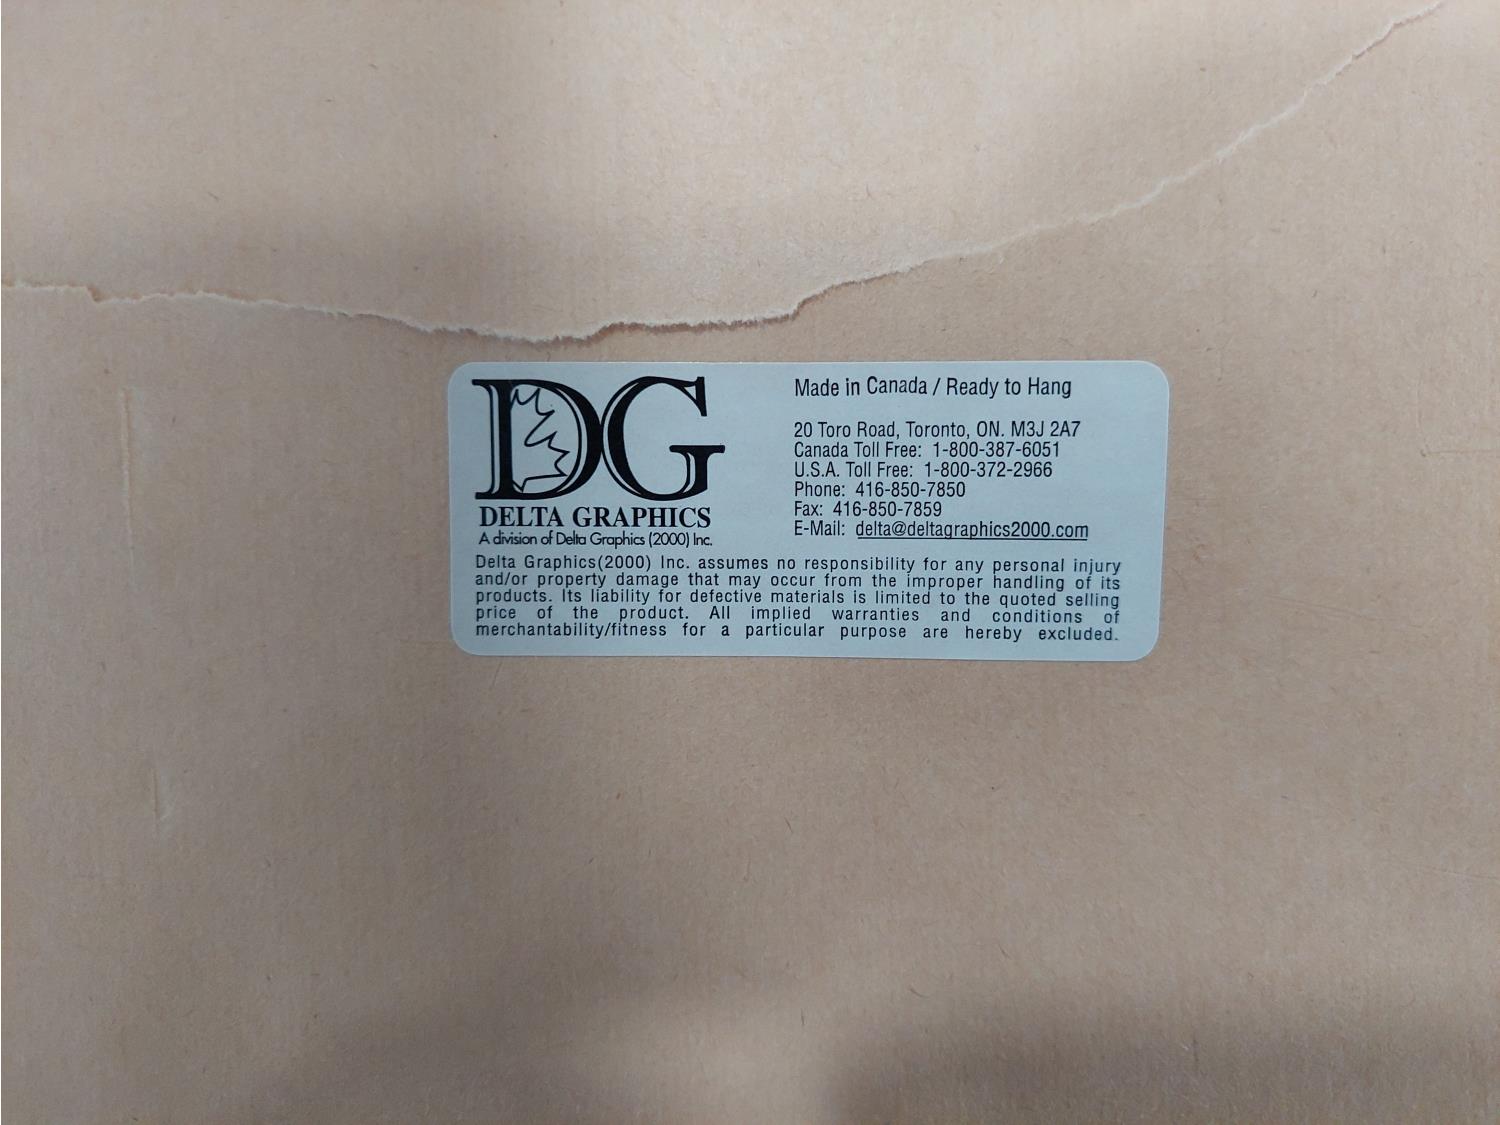 DG
DELTA GRAPHICS
A division of Delta Graphics (2000) Inc.
Made in Canada / Ready to Hang
20 Toro Road, Toronto, ON. M3J 2A7
Canada Toll Free: 1-800-387-6051
U.S.A. Toll Free: 1-800-372-2966
Phone: 416-850-7850
Fax: 416-850-7859
E-Mail: delta@deltagraphics2000.com
Delta Graphics(2000) Inc. assumes no responsibility for any personal injury
and/or property damage that may occur from the improper handling of its
products. Its liability for defective materials is limited to the quoted selling
price of the product. All implied warranties and conditions of
merchantability/fitness for a particular purpose are hereby excluded.